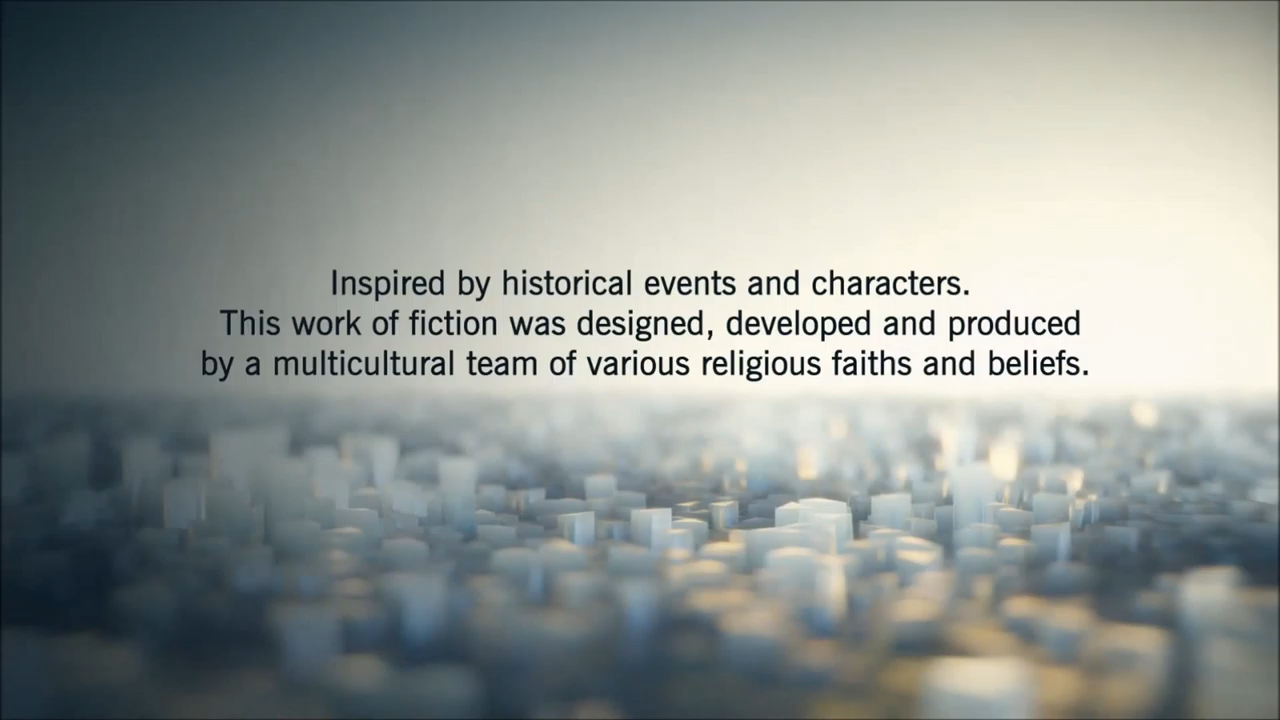 Inspired by historical events and characters.
This work of fiction was designed, developed and produced
by a multicultural team of various religious faiths and beliefs.